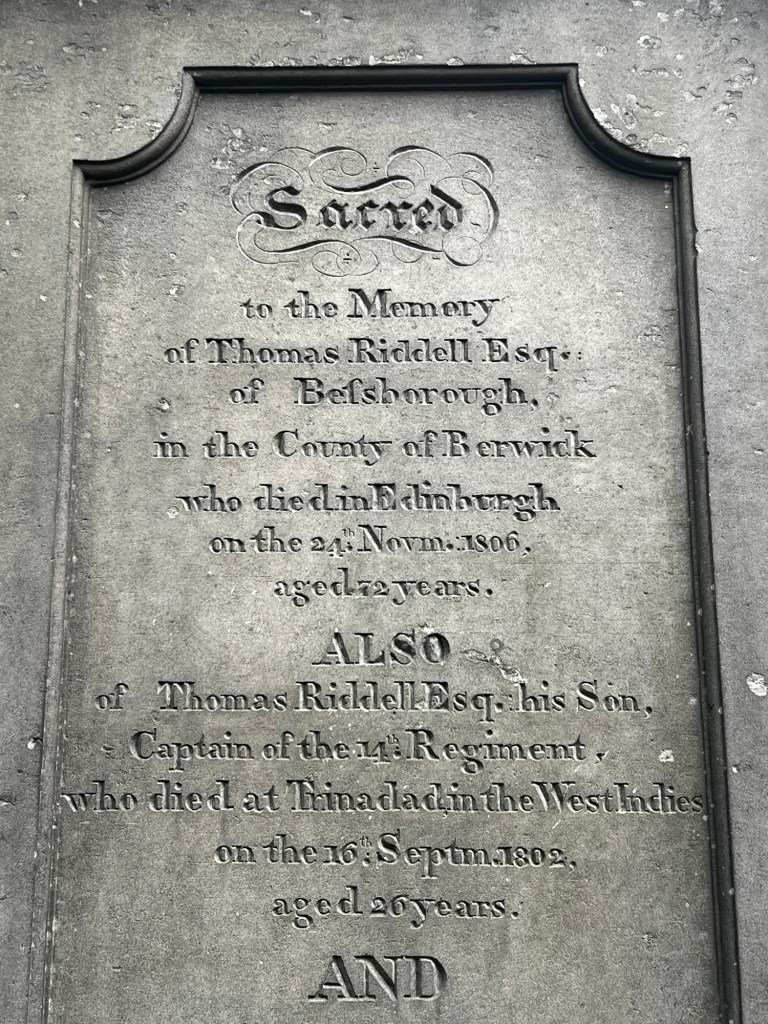 Sacred
to the Memory
of Thomas Riddell Esq.:
of Beſsborough,
in the County of Berwick
who died in Edinburgh
on the 24th. Novm. 1806,
aged 72 years.
ALSO
of Thomas Riddell Esq. his Son,
Captain of the 14th. Regiment,
who died at Trinadad, in the West Indies
on the 16th. Septm. 1802,
aged 26 years.
AND